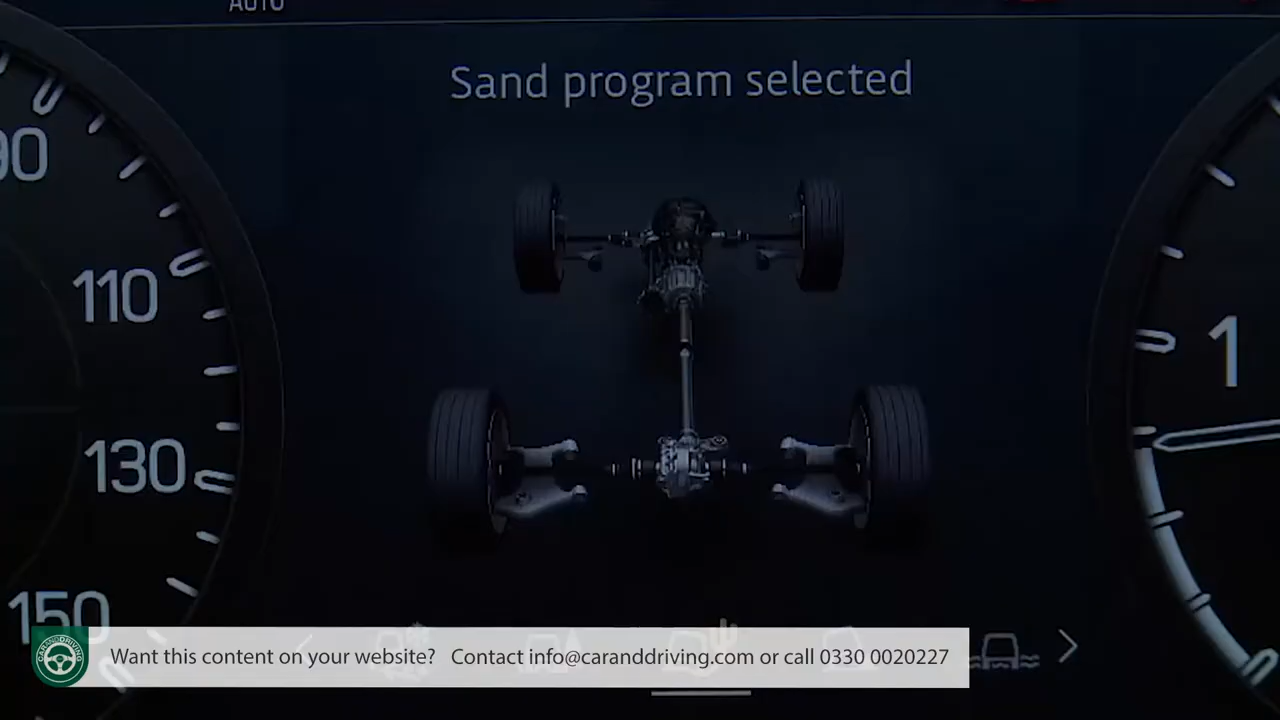 AUTO
Sand program selected
90
110
130
150
1
CARANDDRIVING
Want this content on your website? Contact info@caranddriving.com or call 0330 0020227